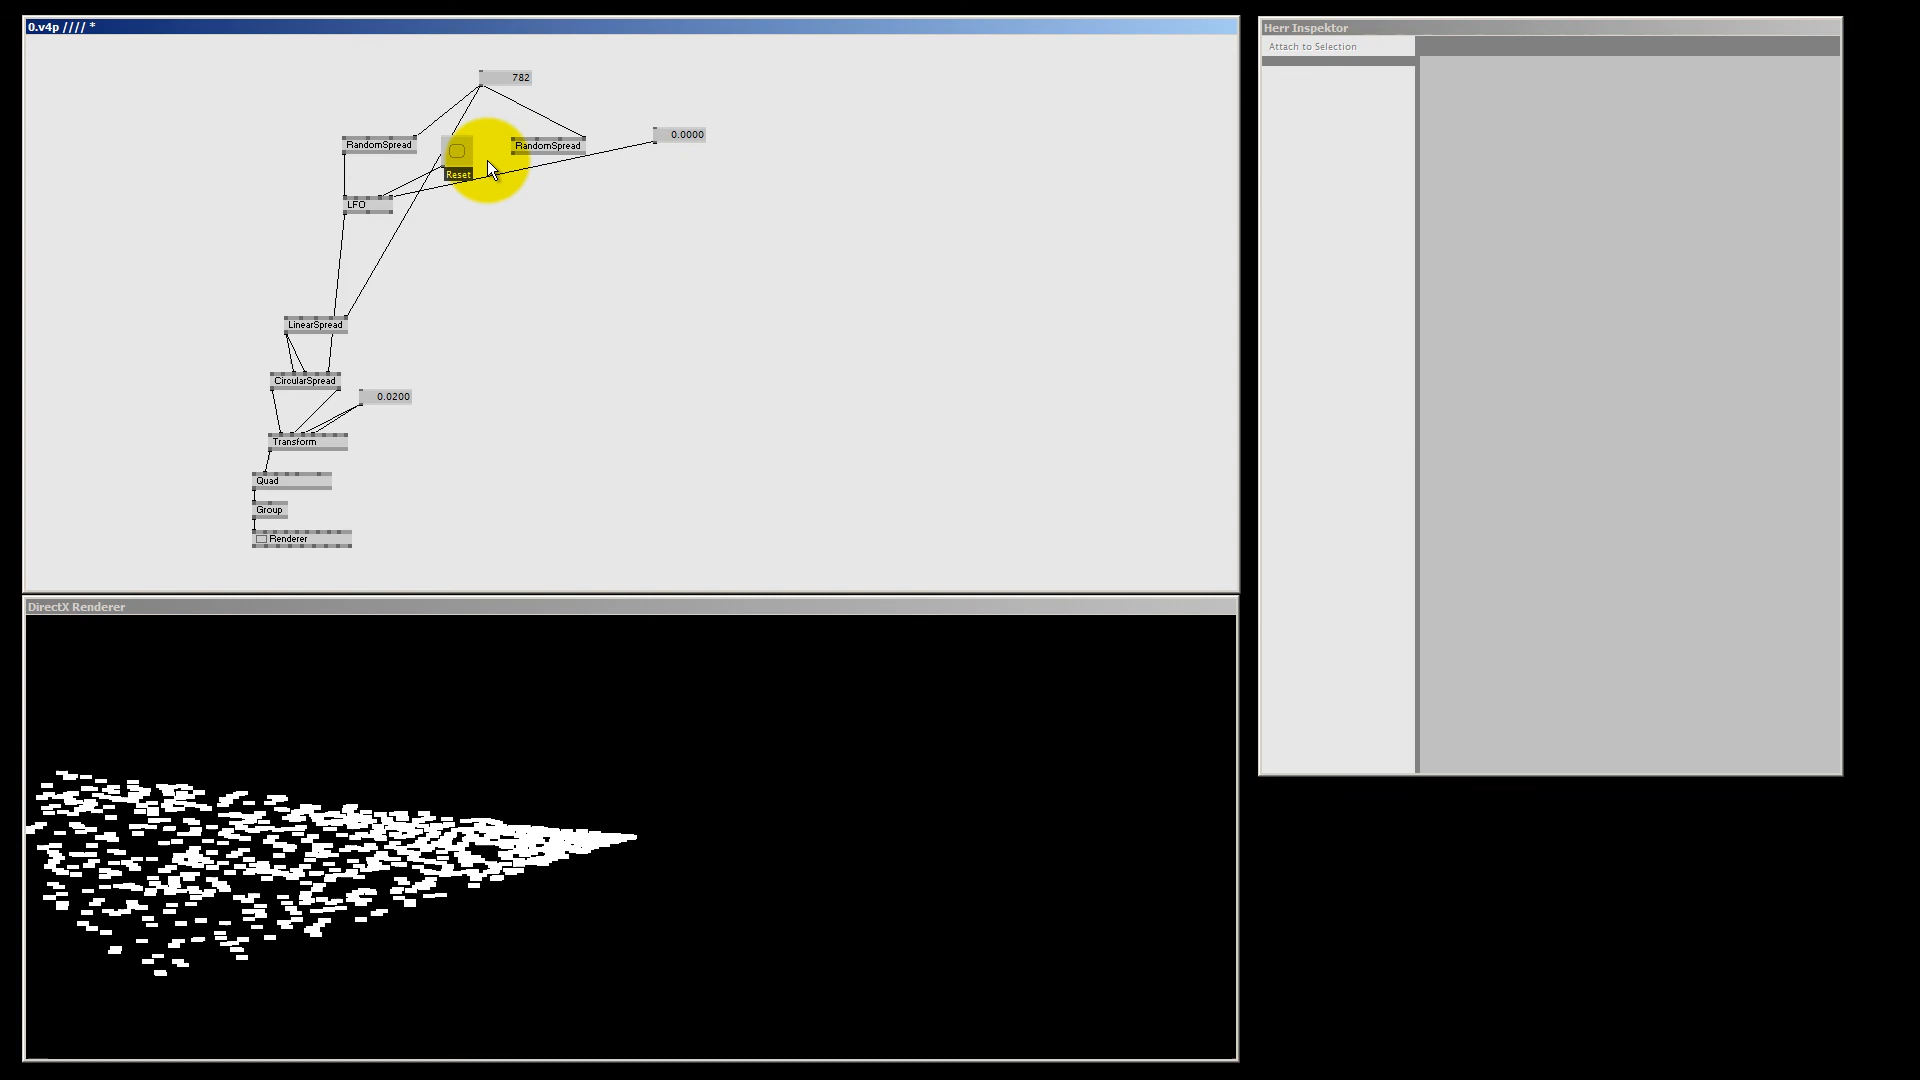 0.v4p //// *
Herr Inspektor
Attach to Selection
782
0.0000
RandomSpread
RandomSpread
Reset
LFO
LinearSpread
CircularSpread
0.0200
Transform
Quad
Group
Renderer
DirectX Renderer